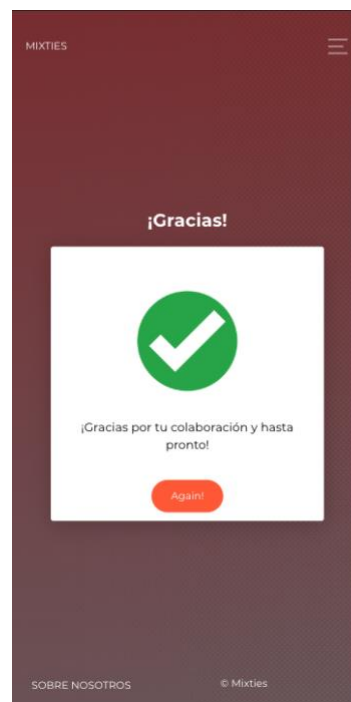 MIXTIES
¡Gracias!
¡Gracias por tu colaboración y hasta
pronto!
Again!
SOBRE NOSOTROS
© Mixties